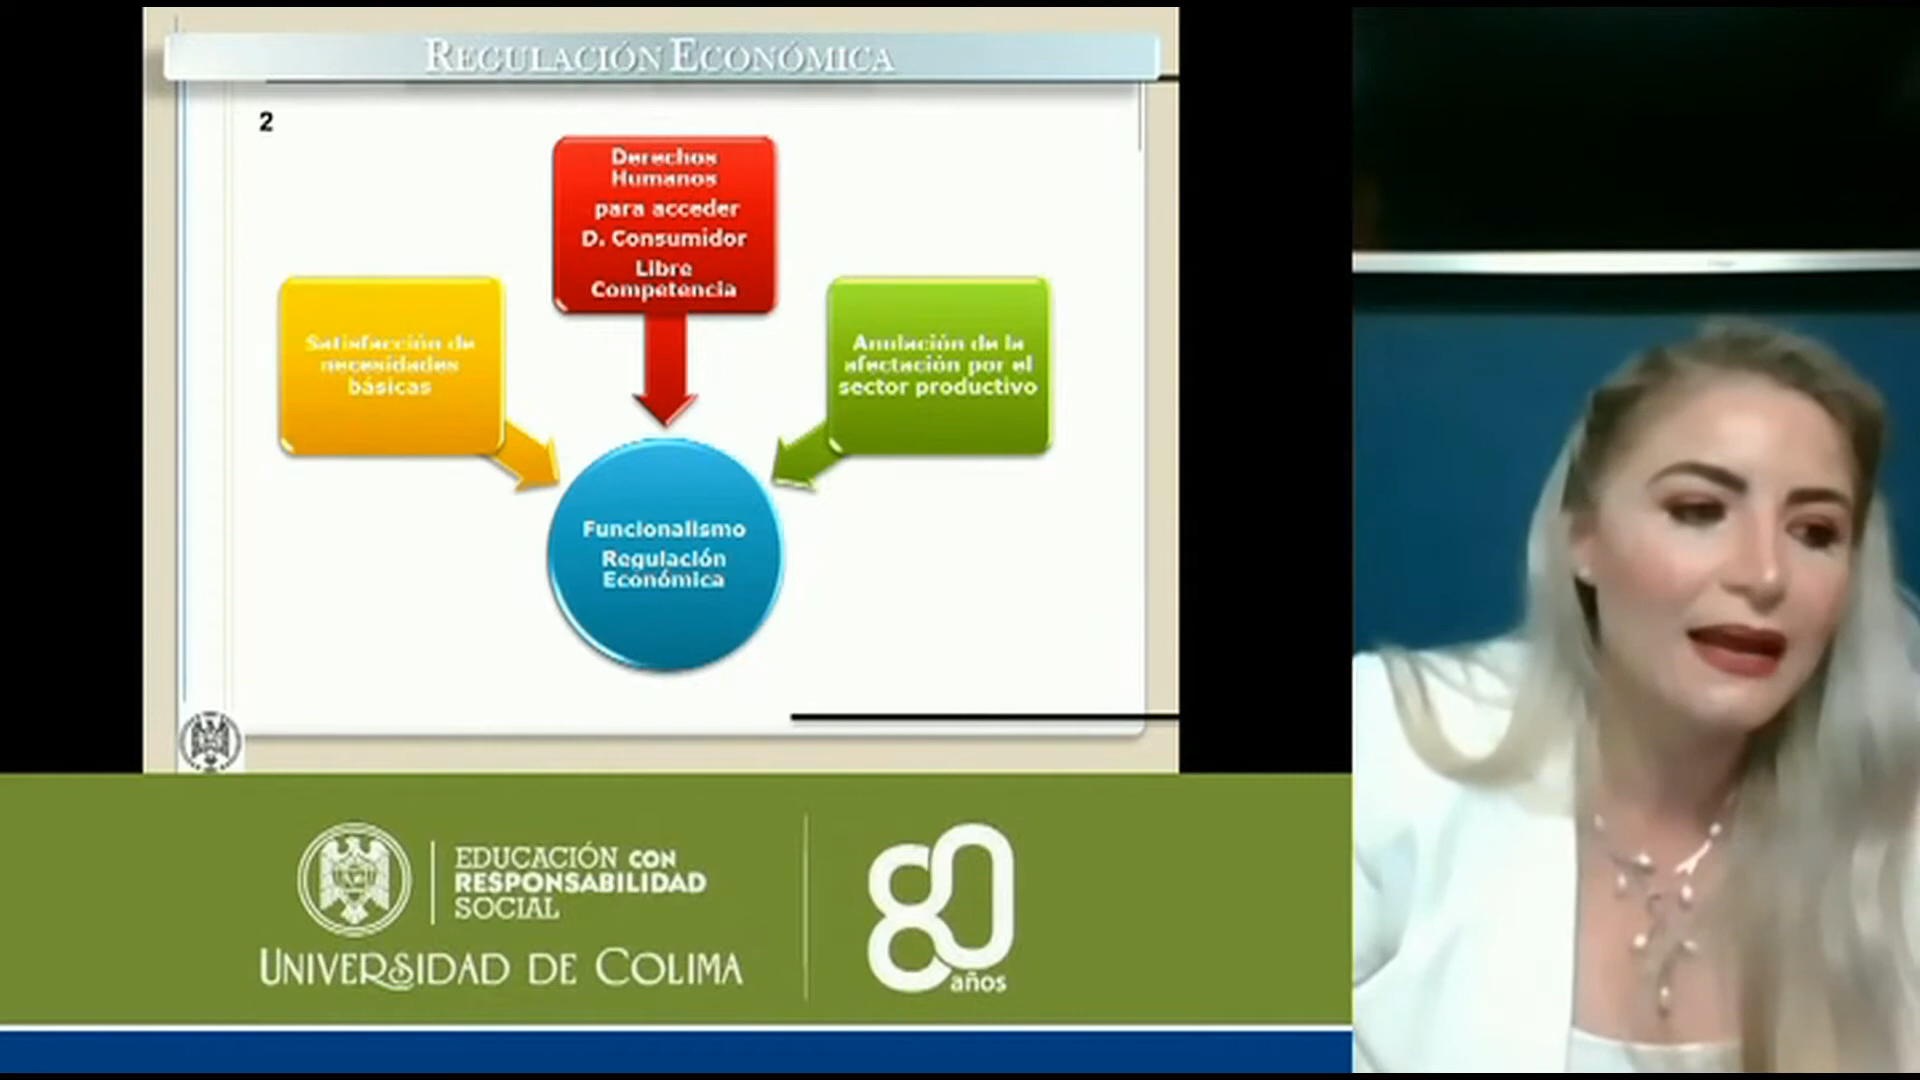 REGULACIÓN ECONÓMICA
2
Derechos
Humanos
para acceder
D. Consumidor
Libre
Competencia
Satisfacción de
necesidades
básicas
Anulación de la
afectación por el
sector productivo
Funcionalismo
Regulación
Económica
EDUCACIÓN CON
RESPONSABILIDAD
SOCIAL
UNIVERSIDAD DE COLIMA
80
años